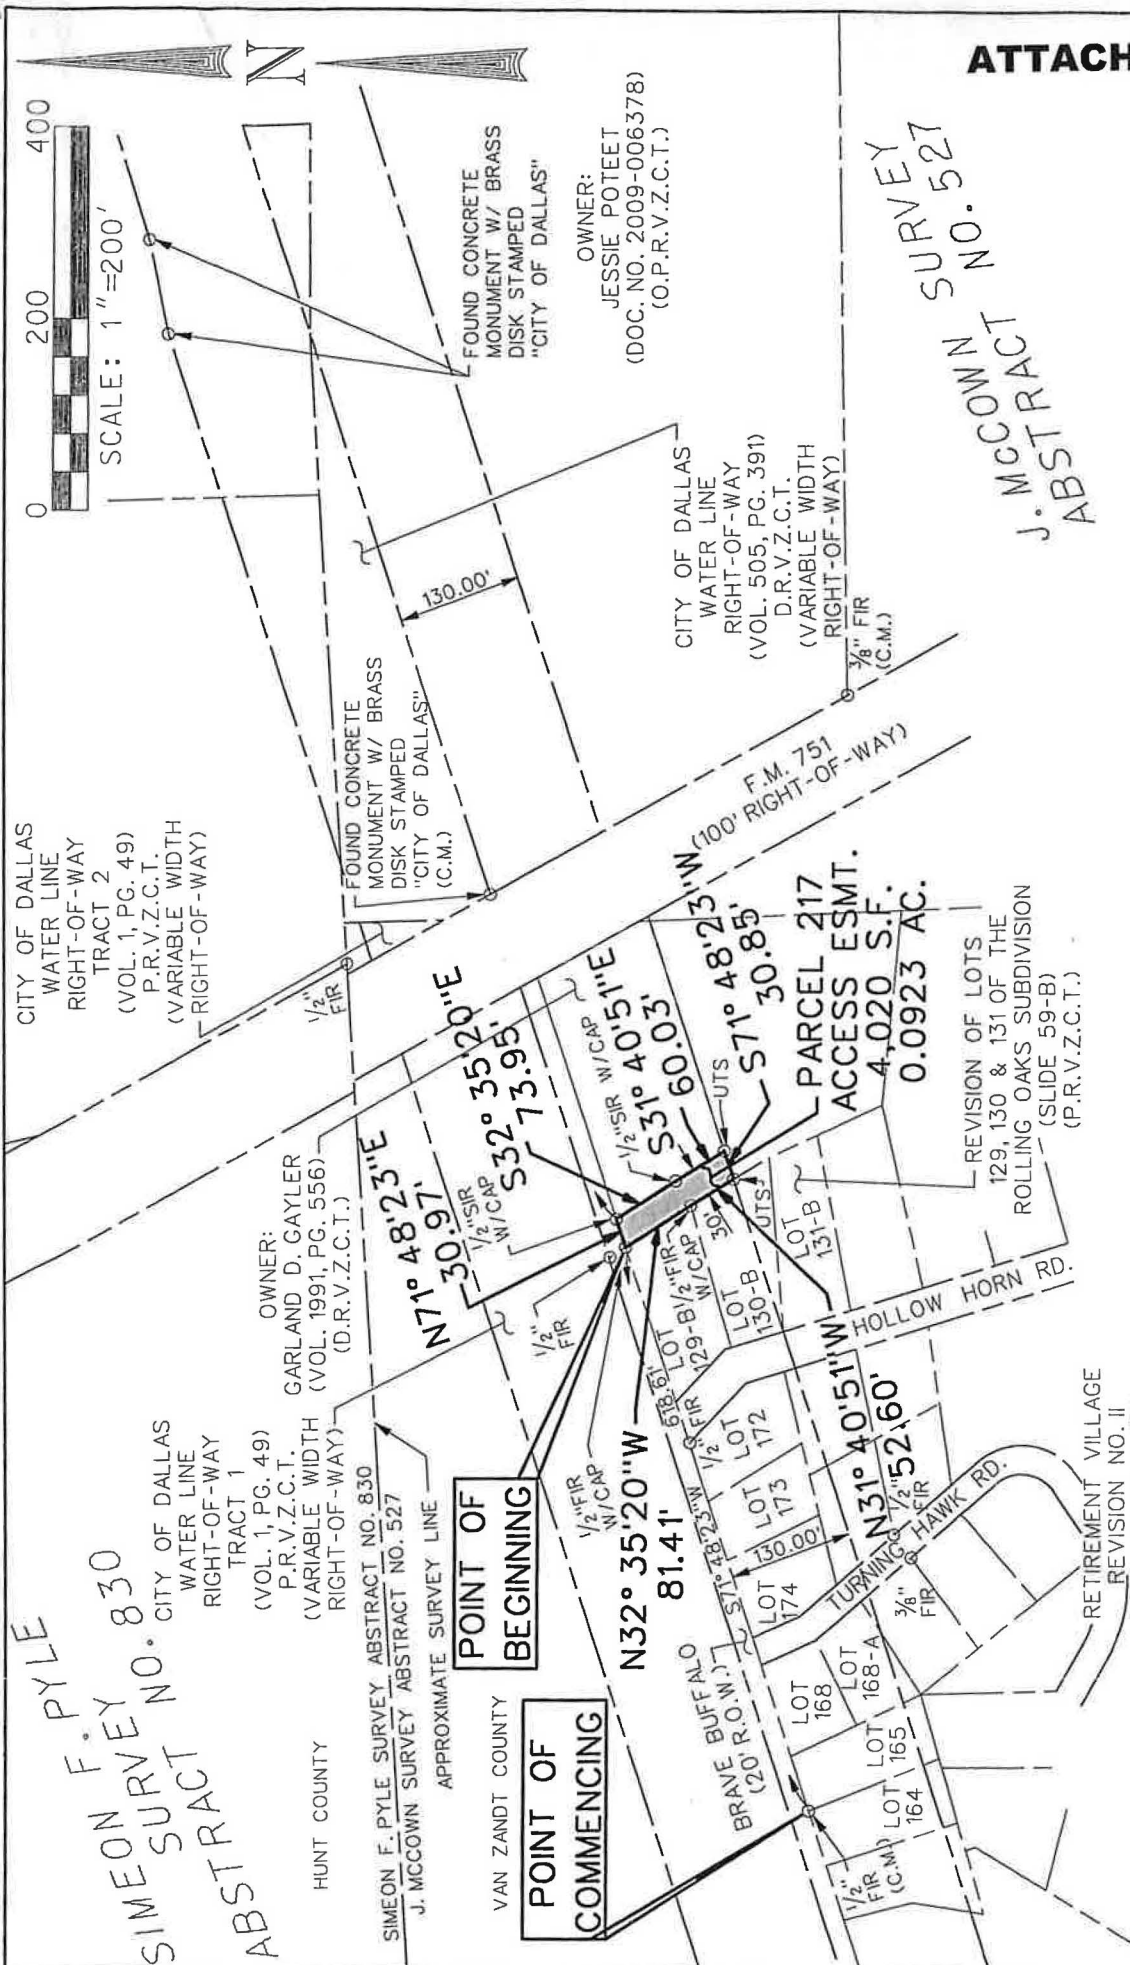 ATTACH
N
0 200 400
SCALE: 1"=200'
CITY OF DALLAS
WATER LINE
RIGHT-OF-WAY
TRACT 2
(VOL. 1, PG. 49)
P.R.V.Z.C.T.
(VARIABLE WIDTH
RIGHT-OF-WAY)
FOUND CONCRETE
MONUMENT W/ BRASS
DISK STAMPED
"CITY OF DALLAS"
FOUND CONCRETE
MONUMENT W/ BRASS
DISK STAMPED
"CITY OF DALLAS"
(C.M.)
OWNER:
JESSIE POTEET
(DOC. NO. 2009-006378)
(O.P.R.V.Z.C.T.)
130.00'
CITY OF DALLAS
WATER LINE
RIGHT-OF-WAY
(VOL. 505, PG. 391)
D.R.V.Z.C.T.
(VARIABLE WIDTH
RIGHT-OF-WAY)
3/8" FIR
(C.M.)
J. MCCOWN SURVEY
ABSTRACT NO. 527
F.M. 751
(100' RIGHT-OF-WAY)
1/2"
FIR
SIMEON F. PYLE
SURVEY
ABSTRACT NO. 830
CITY OF DALLAS
WATER LINE
RIGHT-OF-WAY
TRACT 1
(VOL. 1, PG. 49)
P.R.V.Z.C.T.
(VARIABLE WIDTH
RIGHT-OF-WAY)
OWNER:
GARLAND D. GAYLER
(VOL. 1991, PG. 556)
(D.R.V.Z.C.T.)
HUNT COUNTY
SIMEON F. PYLE SURVEY ABSTRACT NO. 830
J. MCCOWN SURVEY ABSTRACT NO. 527
APPROXIMATE SURVEY LINE
VAN ZANDT COUNTY
N71° 48'23"E
30.97'
1/2"SIR
W/CAP
S32° 35'20"E
73.95'
1/2"SIR W/CAP
S31° 40'51"E
60.03'
UTS
S71° 48'23"W
30.85'
PARCEL 217
ACCESS ESMT.
4,020 S.F.
0.0923 AC.
1/2"
FIR
POINT OF
BEGINNING
1/2"FIR
W/CAP
N32° 35'20"W
81.41'
618.61'
S71° 48'23"W
1/2"FIR
W/CAP
30'
UTS
LOT
129-B
LOT
130-B
LOT
131-B
REVISION OF LOTS
129, 130 & 131 OF THE
ROLLING OAKS SUBDIVISION
(SLIDE 59-B)
(P.R.V.Z.C.T.)
HOLLOW HORN RD.
N31° 40'51"W
52.60'
1/2"
FIR
1/2"
FIR
LOT
172
LOT
173
130.00'
LOT
174
TURNING HAWK RD.
3/8"
FIR
BRAVE BUFFALO
(20' R.O.W.)
LOT
168
LOT
168-A
LOT
165
LOT
164
POINT OF
COMMENCING
1/2"
FIR
(C.M.)
RETIREMENT VILLAGE
REVISION NO. II